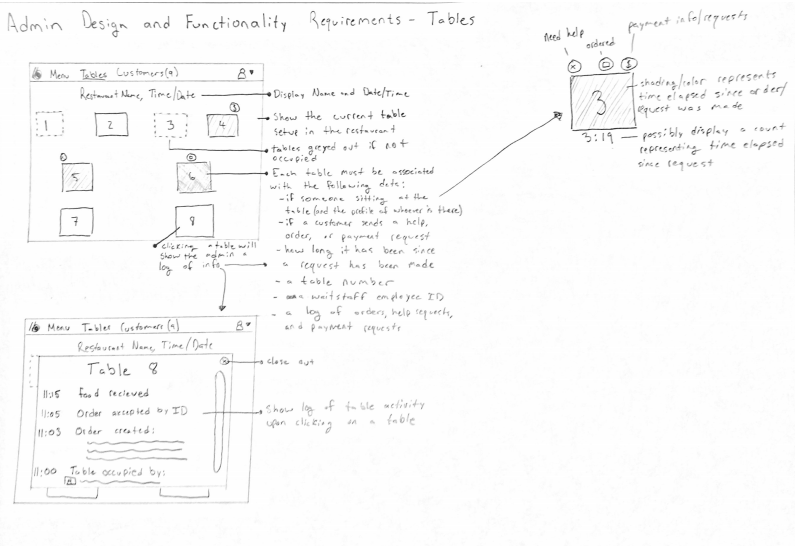 Admin Design and Functionality Requirements - Tables
Menu Tables Customers(9)
Restaurant Name, Time/Date
1 2 3 4
$
5 6
7 8
Display Name and Date/Time
Show the current table
setup in the restaurant
tables greyed out if not
occupied
Each table must be associated
with the following data:
- if someone sitting at the
table (and the profile of whoever is there)
- if a customer sends a help,
order, or payment request
- how long it has been since
a request has been made
- a table number
- a waitstaff employee ID
- a log of orders, help requests,
and payment requests
clicking a table will
show the admin a
log of info
Menu Tables Customers(9)
Restaurant Name, Time/Date
Table 8
x
11:15 food recieved
11:05 Order accepted by ID
11:03 Order created:
11:00 Table occupied by:
close out
Show log of table activity
upon clicking on a table
need help
ordered
payment info/requests
x
$
3
3:19
shading/color represents
time elapsed since order/
request was made
possibly display a count
representing time elapsed
since request